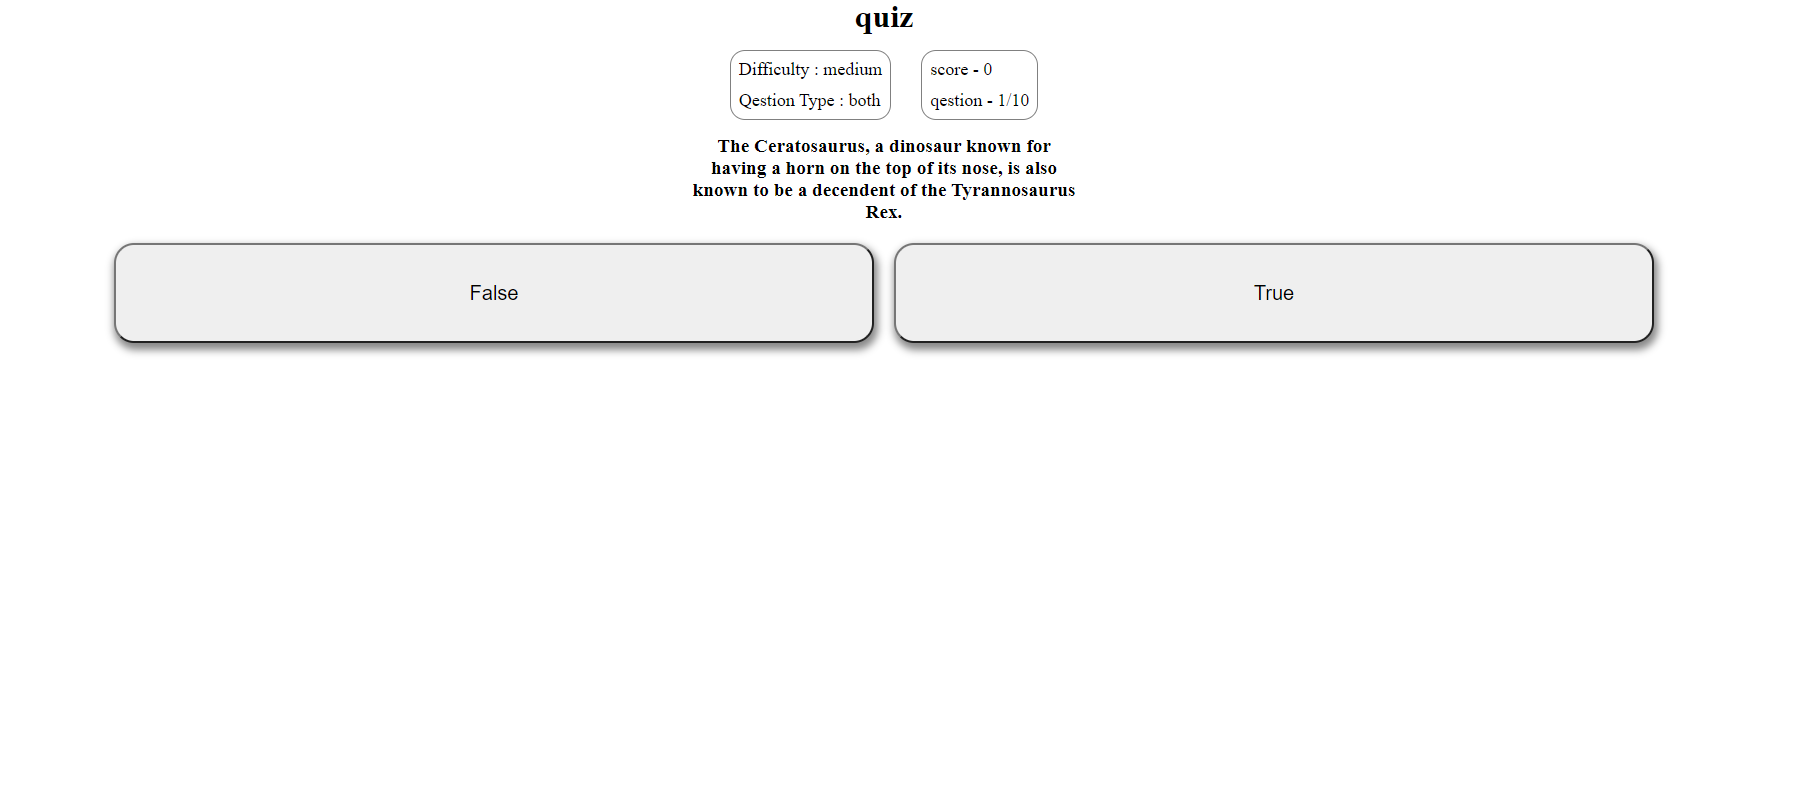 quiz
Difficulty : medium
Qestion Type : both
score - 0
qestion - 1/10
The Ceratosaurus, a dinosaur known for
having a horn on the top of its nose, is also
known to be a decendent of the Tyrannosaurus
Rex.
False
True